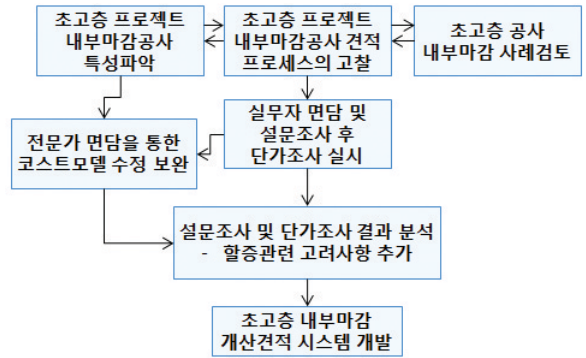 초고층 프로젝트
내부마감공사
특성파악
초고층 프로젝트
내부마감공사 견적
프로세스의 고찰
초고층 공사
내부마감 사례검토
전문가 면담을 통한
코스트모델 수정 보완
실무자 면담 및
설문조사 후
단가조사 실시
설문조사 및 단가조사 결과 분석
- 할증관련 고려사항 추가
초고층 내부마감
개산견적 시스템 개발